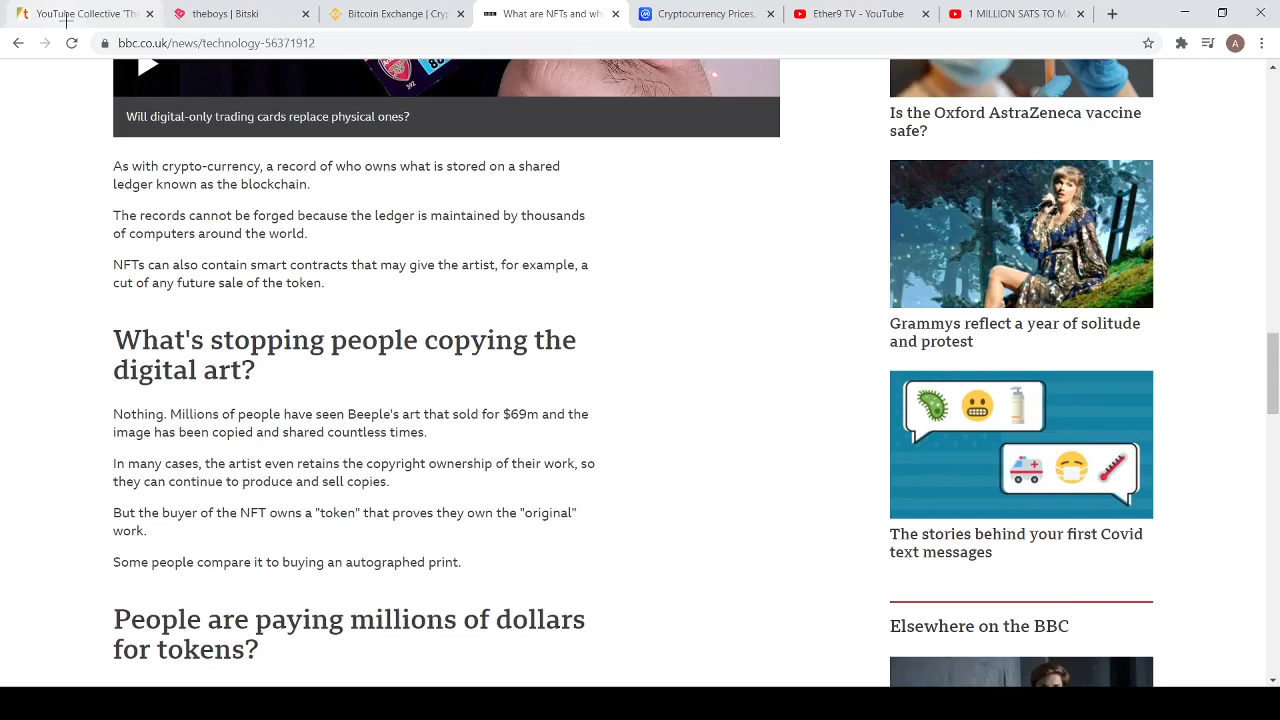 YouTube Collective 'The
theboys | Bitski
Bitcoin Exchange | Cryp
BBC
What are NFTs and wh
Cryptocurrency Prices,
Ether9 TV - YouTube
1 MILLION SATS TO MA
bbc.co.uk/news/technology-56371912
A
392
88
Will digital-only trading cards replace physical ones?
As with crypto-currency, a record of who owns what is stored on a shared
ledger known as the blockchain.
The records cannot be forged because the ledger is maintained by thousands
of computers around the world.
NFTs can also contain smart contracts that may give the artist, for example, a
cut of any future sale of the token.
What's stopping people copying the
digital art?
Nothing. Millions of people have seen Beeple's art that sold for $69m and the
image has been copied and shared countless times.
In many cases, the artist even retains the copyright ownership of their work, so
they can continue to produce and sell copies.
But the buyer of the NFT owns a "token" that proves they own the "original"
work.
Some people compare it to buying an autographed print.
People are paying millions of dollars
for tokens?
Is the Oxford AstraZeneca vaccine
safe?
Grammys reflect a year of solitude
and protest
The stories behind your first Covid
text messages
Elsewhere on the BBC